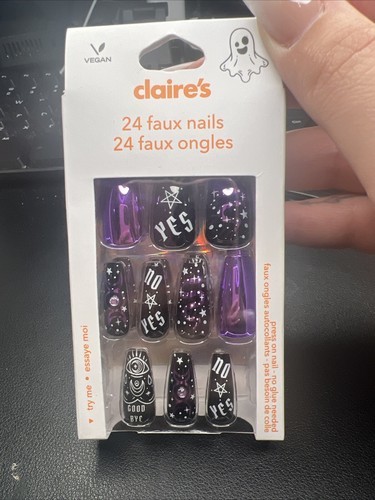 VEGAN
claire's
24 faux nails
24 faux ongles
YES
no
YES
GOOD
BYE
no
YES
try me • essaye moi
press on nail - no glue needed
faux ongles autocollants - pas besoin de colle